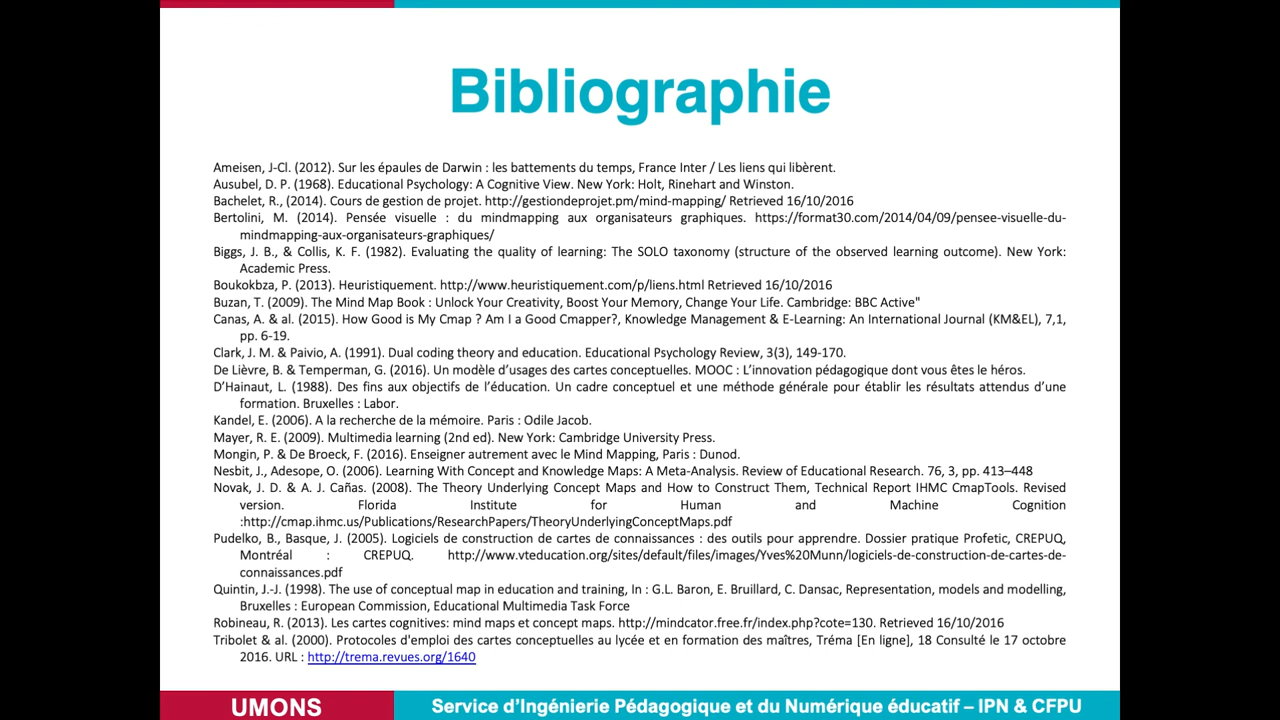 Bibliographie
Ameisen, J-Cl. (2012). Sur les épaules de Darwin : les battements du temps, France Inter / Les liens qui libèrent.
Ausubel, D. P. (1968). Educational Psychology: A Cognitive View. New York: Holt, Rinehart and Winston.
Bachelet, R., (2014). Cours de gestion de projet. http://gestiondeprojet.pm/mind-mapping/ Retrieved 16/10/2016
Bertolini, M. (2014). Pensée visuelle : du mindmapping aux organisateurs graphiques. https://format30.com/2014/04/09/pensee-visuelle-du-
mindmapping-aux-organisateurs-graphiques/
Biggs, J. B., & Collis, K. F. (1982). Evaluating the quality of learning: The SOLO taxonomy (structure of the observed learning outcome). New York:
Academic Press.
Boukokbza, P. (2013). Heuristiquement. http://www.heuristiquement.com/p/liens.html Retrieved 16/10/2016
Buzan, T. (2009). The Mind Map Book : Unlock Your Creativity, Boost Your Memory, Change Your Life. Cambridge: BBC Active"
Canas, A. & al. (2015). How Good is My Cmap ? Am I a Good Cmapper?, Knowledge Management & E-Learning: An International Journal (KM&EL), 7,1,
pp. 6-19.
Clark, J. M. & Paivio, A. (1991). Dual coding theory and education. Educational Psychology Review, 3(3), 149-170.
De Lièvre, B. & Temperman, G. (2016). Un modèle d’usages des cartes conceptuelles. MOOC : L’innovation pédagogique dont vous êtes le héros.
D’Hainaut, L. (1988). Des fins aux objectifs de l’éducation. Un cadre conceptuel et une méthode générale pour établir les résultats attendus d’une
formation. Bruxelles : Labor.
Kandel, E. (2006). A la recherche de la mémoire. Paris : Odile Jacob.
Mayer, R. E. (2009). Multimedia learning (2nd ed). New York: Cambridge University Press.
Mongin, P. & De Broeck, F. (2016). Enseigner autrement avec le Mind Mapping, Paris : Dunod.
Nesbit, J., Adesope, O. (2006). Learning With Concept and Knowledge Maps: A Meta-Analysis. Review of Educational Research. 76, 3, pp. 413–448
Novak, J. D. & A. J. Cañas. (2008). The Theory Underlying Concept Maps and How to Construct Them, Technical Report IHMC CmapTools. Revised
version. Florida Institute for Human and Machine Cognition
:http://cmap.ihmc.us/Publications/ResearchPapers/TheoryUnderlyingConceptMaps.pdf
Pudelko, B., Basque, J. (2005). Logiciels de construction de cartes de connaissances : des outils pour apprendre. Dossier pratique Profetic, CREPUQ,
Montréal : CREPUQ. http://www.vteducation.org/sites/default/files/images/Yves%20Munn/logiciels-de-construction-de-cartes-de-
connaissances.pdf
Quintin, J.-J. (1998). The use of conceptual map in education and training, In : G.L. Baron, E. Bruillard, C. Dansac, Representation, models and modelling,
Bruxelles : European Commission, Educational Multimedia Task Force
Robineau, R. (2013). Les cartes cognitives: mind maps et concept maps. http://mindcator.free.fr/index.php?cote=130. Retrieved 16/10/2016
Tribolet & al. (2000). Protocoles d'emploi des cartes conceptuelles au lycée et en formation des maîtres, Tréma [En ligne], 18 Consulté le 17 octobre
2016. URL : http://trema.revues.org/1640
UMONS
Service d’Ingénierie Pédagogique et du Numérique éducatif – IPN & CFPU